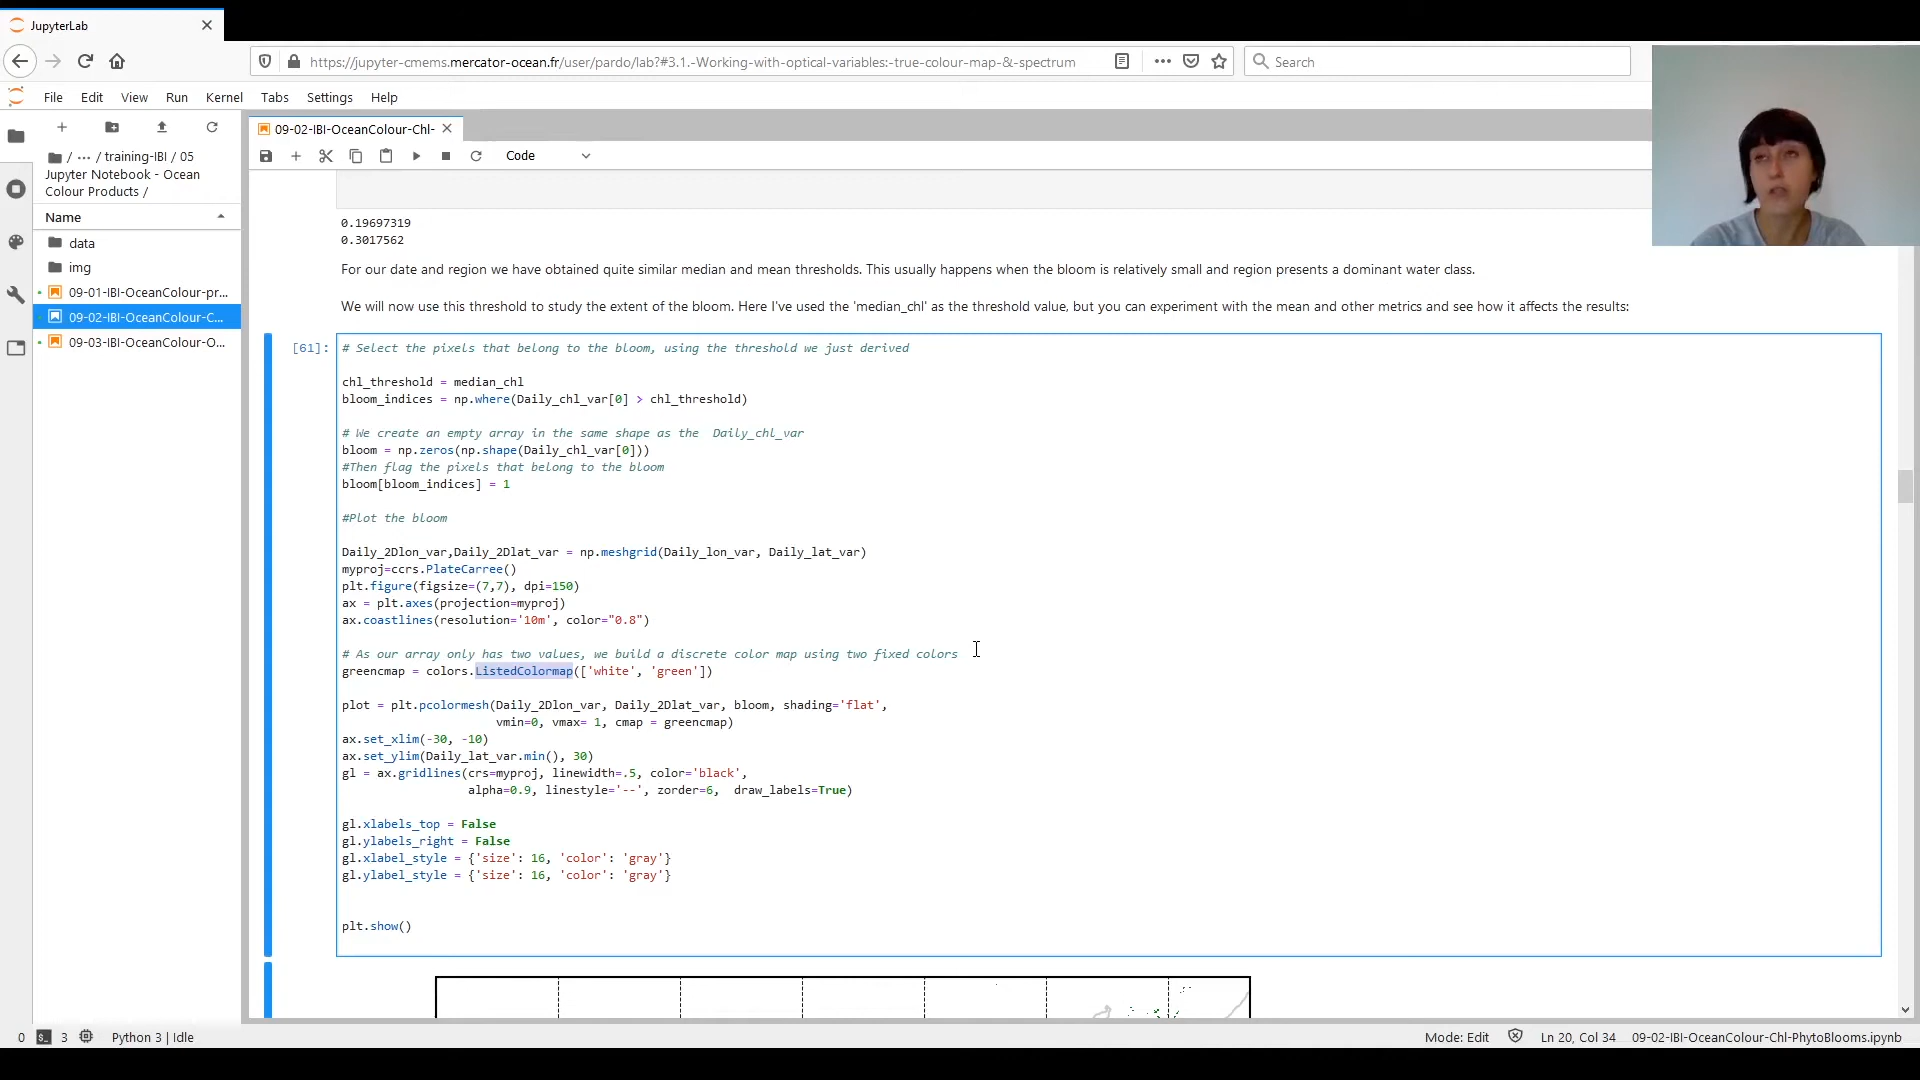 JupyterLab
https://jupyter-cmems.mercator-ocean.fr/user/pardo/lab?#3.1.-Working-with-optical-variables:-true-colour-map-&-spectrum
Search
File Edit View Run Kernel Tabs Settings Help
/ ··· / training-IBI / 05
Jupyter Notebook - Ocean
Colour Products /
Name
data
img
09-01-IBI-OceanColour-pr...
09-02-IBI-OceanColour-C...
09-03-IBI-OceanColour-O...
09-02-IBI-OceanColour-Chl-
Code
0.19697319
0.3017562
For our date and region we have obtained quite similar median and mean thresholds. This usually happens when the bloom is relatively small and region presents a dominant water class.
We will now use this threshold to study the extent of the bloom. Here I've used the 'median_chl' as the threshold value, but you can experiment with the mean and other metrics and see how it affects the results:
[61]:
# Select the pixels that belong to the bloom, using the threshold we just derived
chl_threshold = median_chl
bloom_indices = np.where(Daily_chl_var[0] > chl_threshold)
# We create an empty array in the same shape as the  Daily_chl_var
bloom = np.zeros(np.shape(Daily_chl_var[0]))
#Then flag the pixels that belong to the bloom
bloom[bloom_indices] = 1
#Plot the bloom
Daily_2Dlon_var,Daily_2Dlat_var = np.meshgrid(Daily_lon_var, Daily_lat_var)
myproj=ccrs.PlateCarree()
plt.figure(figsize=(7,7), dpi=150)
ax = plt.axes(projection=myproj)
ax.coastlines(resolution='10m', color="0.8")
# As our array only has two values, we build a discrete color map using two fixed colors
greencmap = colors.ListedColormap(['white', 'green'])
plot = plt.pcolormesh(Daily_2Dlon_var, Daily_2Dlat_var, bloom, shading='flat',
vmin=0, vmax= 1, cmap = greencmap)
ax.set_xlim(-30, -10)
ax.set_ylim(Daily_lat_var.min(), 30)
gl = ax.gridlines(crs=myproj, linewidth=.5, color='black',
alpha=0.9, linestyle='--', zorder=6,  draw_labels=True)
gl.xlabels_top = False
gl.ylabels_right = False
gl.xlabel_style = {'size': 16, 'color': 'gray'}
gl.ylabel_style = {'size': 16, 'color': 'gray'}
plt.show()
0 3 Python 3 | Idle
Mode: Edit Ln 20, Col 34 09-02-IBI-OceanColour-Chl-PhytoBlooms.ipynb